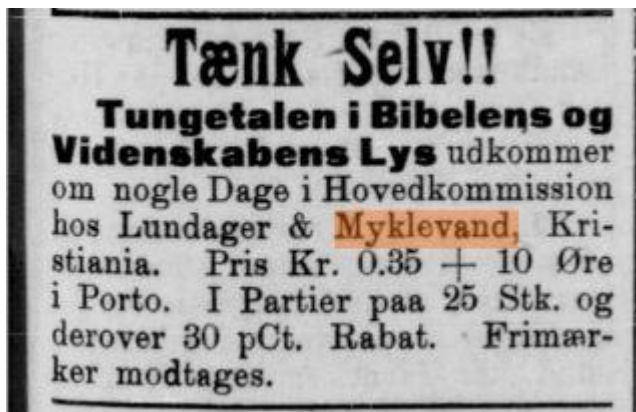 Tænk Selv!!
Tungetalen i Bibelens og
Videnskabens Lys udkommer
om nogle Dage i Hovedkommission
hos Lundager & Myklevand, Kri-
stiania. Pris Kr. 0.35 + 10 Øre
i Porto. I Partier paa 25 Stk. og
derover 30 pCt. Rabat. Frimær-
ker modtages.